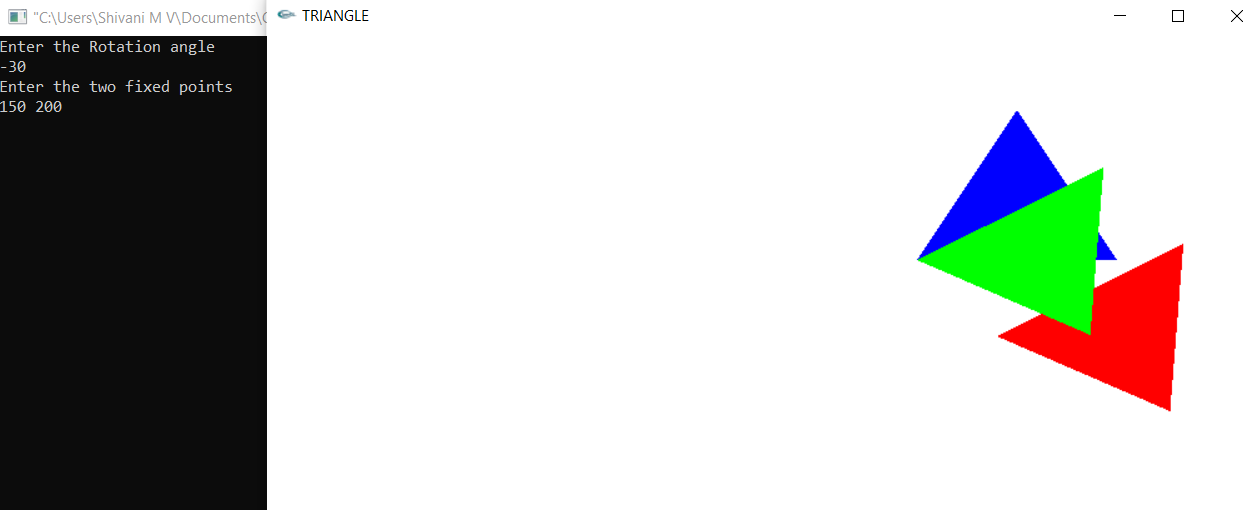 "C:\Users\Shivani M V\Documents\
TRIANGLE
Enter the Rotation angle
-30
Enter the two fixed points
150 200